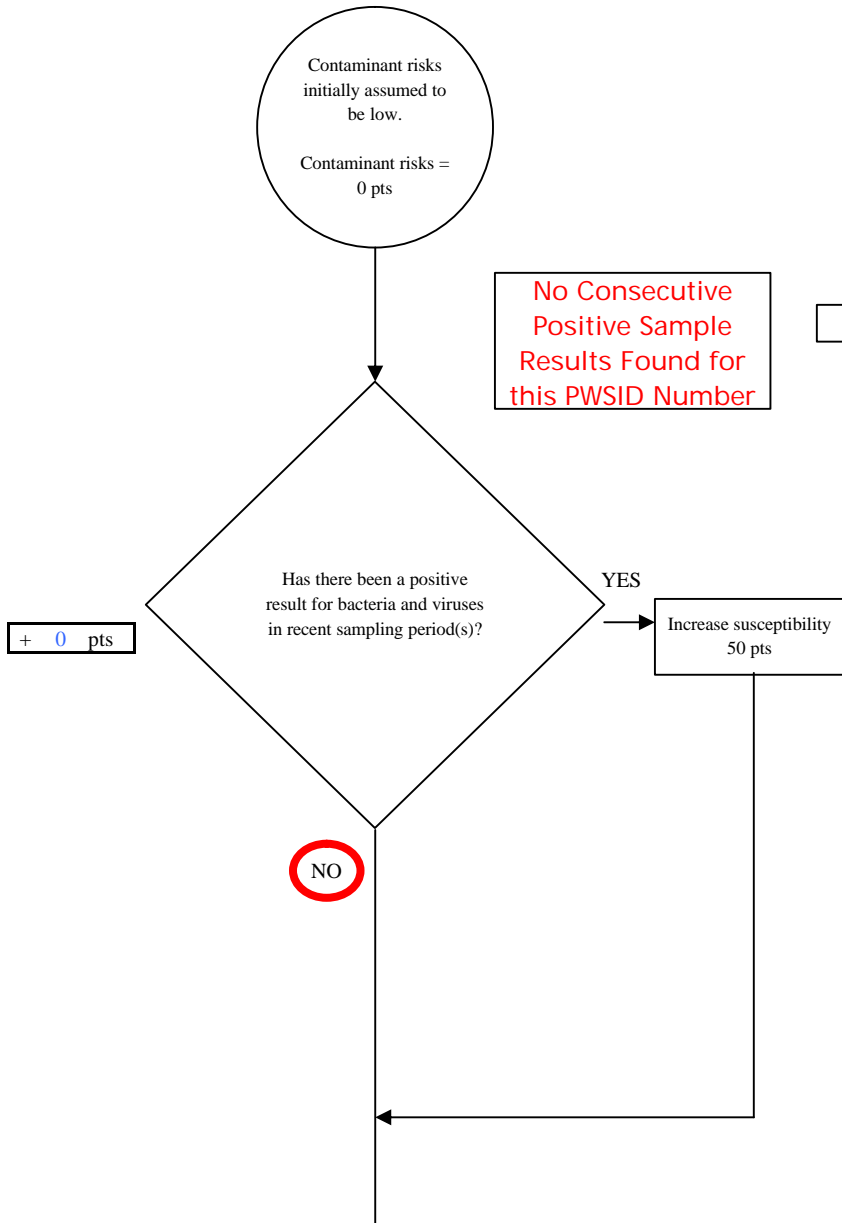 Contaminant risks
initially assumed to
be low.
Contaminant risks =
0 pts
No Consecutive
Positive Sample
Results Found for
this PWSID Number
Has there been a positive
result for bacteria and viruses
in recent sampling period(s)?
YES
Increase susceptibility
50 pts
+ 0 pts
NO